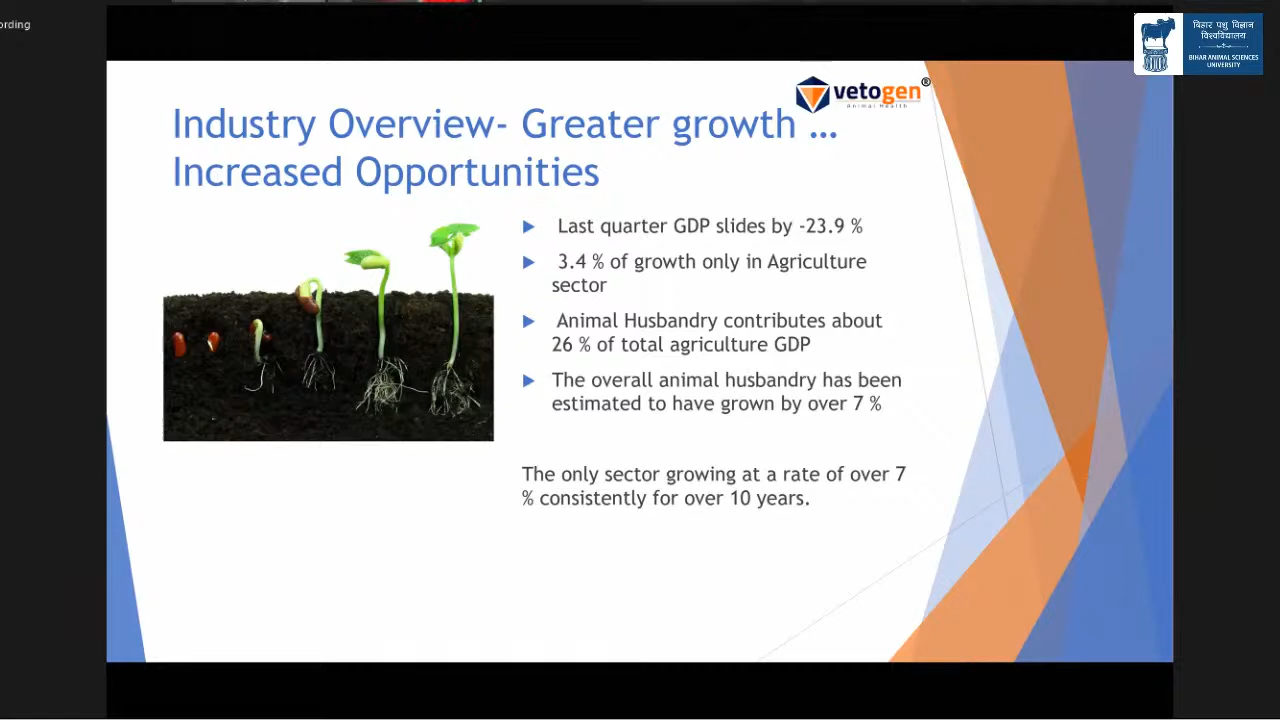 ording
बिहार पशु विज्ञान
विश्वविद्यालय
BIHAR ANIMAL SCIENCES
UNIVERSITY
vetogen®
Animal Health
Industry Overview- Greater growth …
Increased Opportunities
Last quarter GDP slides by -23.9 %
3.4 % of growth only in Agriculture
sector
Animal Husbandry contributes about
26 % of total agriculture GDP
The overall animal husbandry has been
estimated to have grown by over 7 %
The only sector growing at a rate of over 7
% consistently for over 10 years.